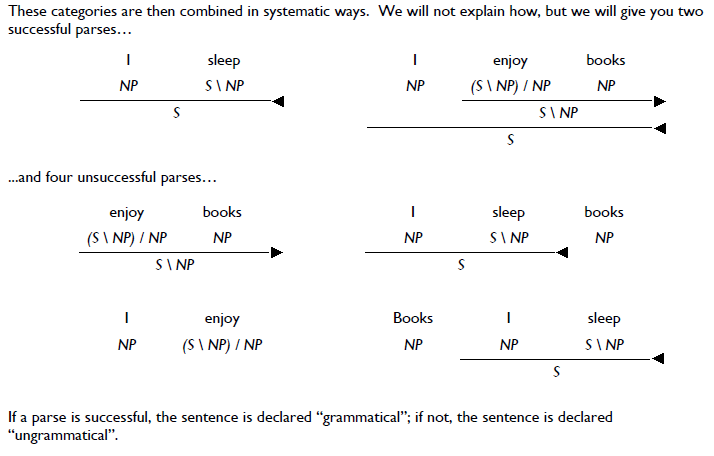 These categories are then combined in systematic ways.  We will not explain how, but we will give you two
successful parses…
I sleep I enjoy books
NP S \ NP NP (S \ NP) / NP NP
S S \ NP
S
...and four unsuccessful parses…
enjoy books I sleep books
(S \ NP) / NP NP NP S \ NP NP
S \ NP S
I enjoy Books I sleep
NP (S \ NP) / NP NP NP S \ NP
S
If a parse is successful, the sentence is declared “grammatical”; if not, the sentence is declared
“ungrammatical”.